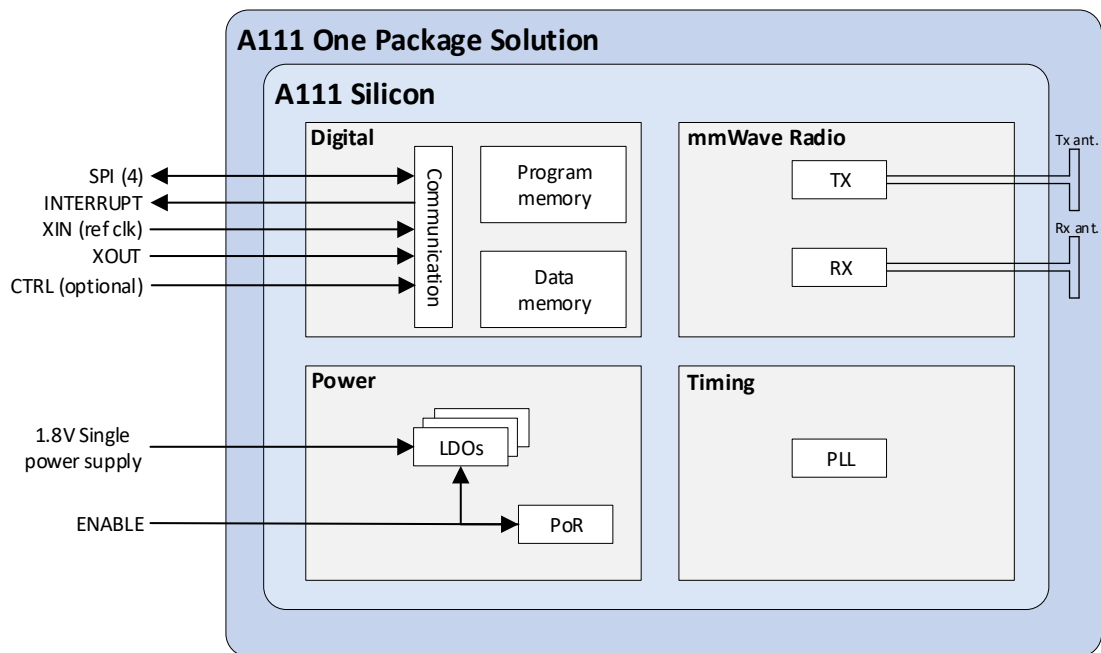 A111 One Package Solution
A111 Silicon
Digital
mmWave Radio
Tx ant.
SPI (4)
INTERRUPT
XIN (ref clk)
XOUT
CTRL (optional)
Communication
Program
memory
Data
memory
TX
RX
Rx ant.
Power
Timing
1.8V Single
power supply
LDOs
PLL
ENABLE
PoR